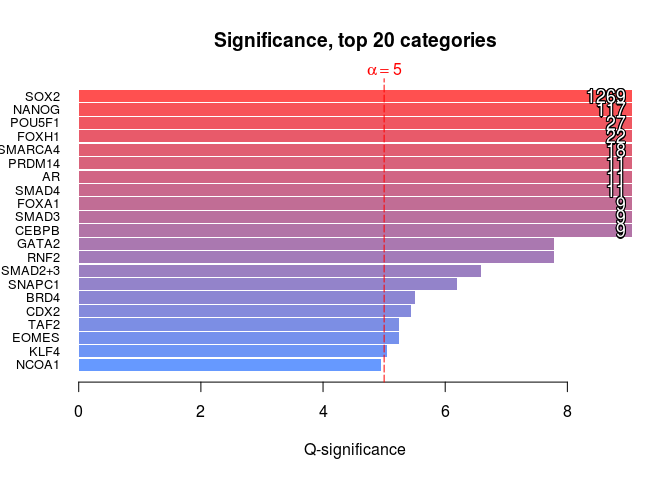 Significance, top 20 categories
α = 5
SOX2 1269
NANOG 117
POU5F1 27
FOXH1 22
SMARCA4 18
PRDM14 11
AR 11
SMAD4 11
FOXA1 9
SMAD3 9
CEBPB 9
GATA2
RNF2
SMAD2+3
SNAPC1
BRD4
CDX2
TAF2
EOMES
KLF4
NCOA1
0 2 4 6 8
Q-significance